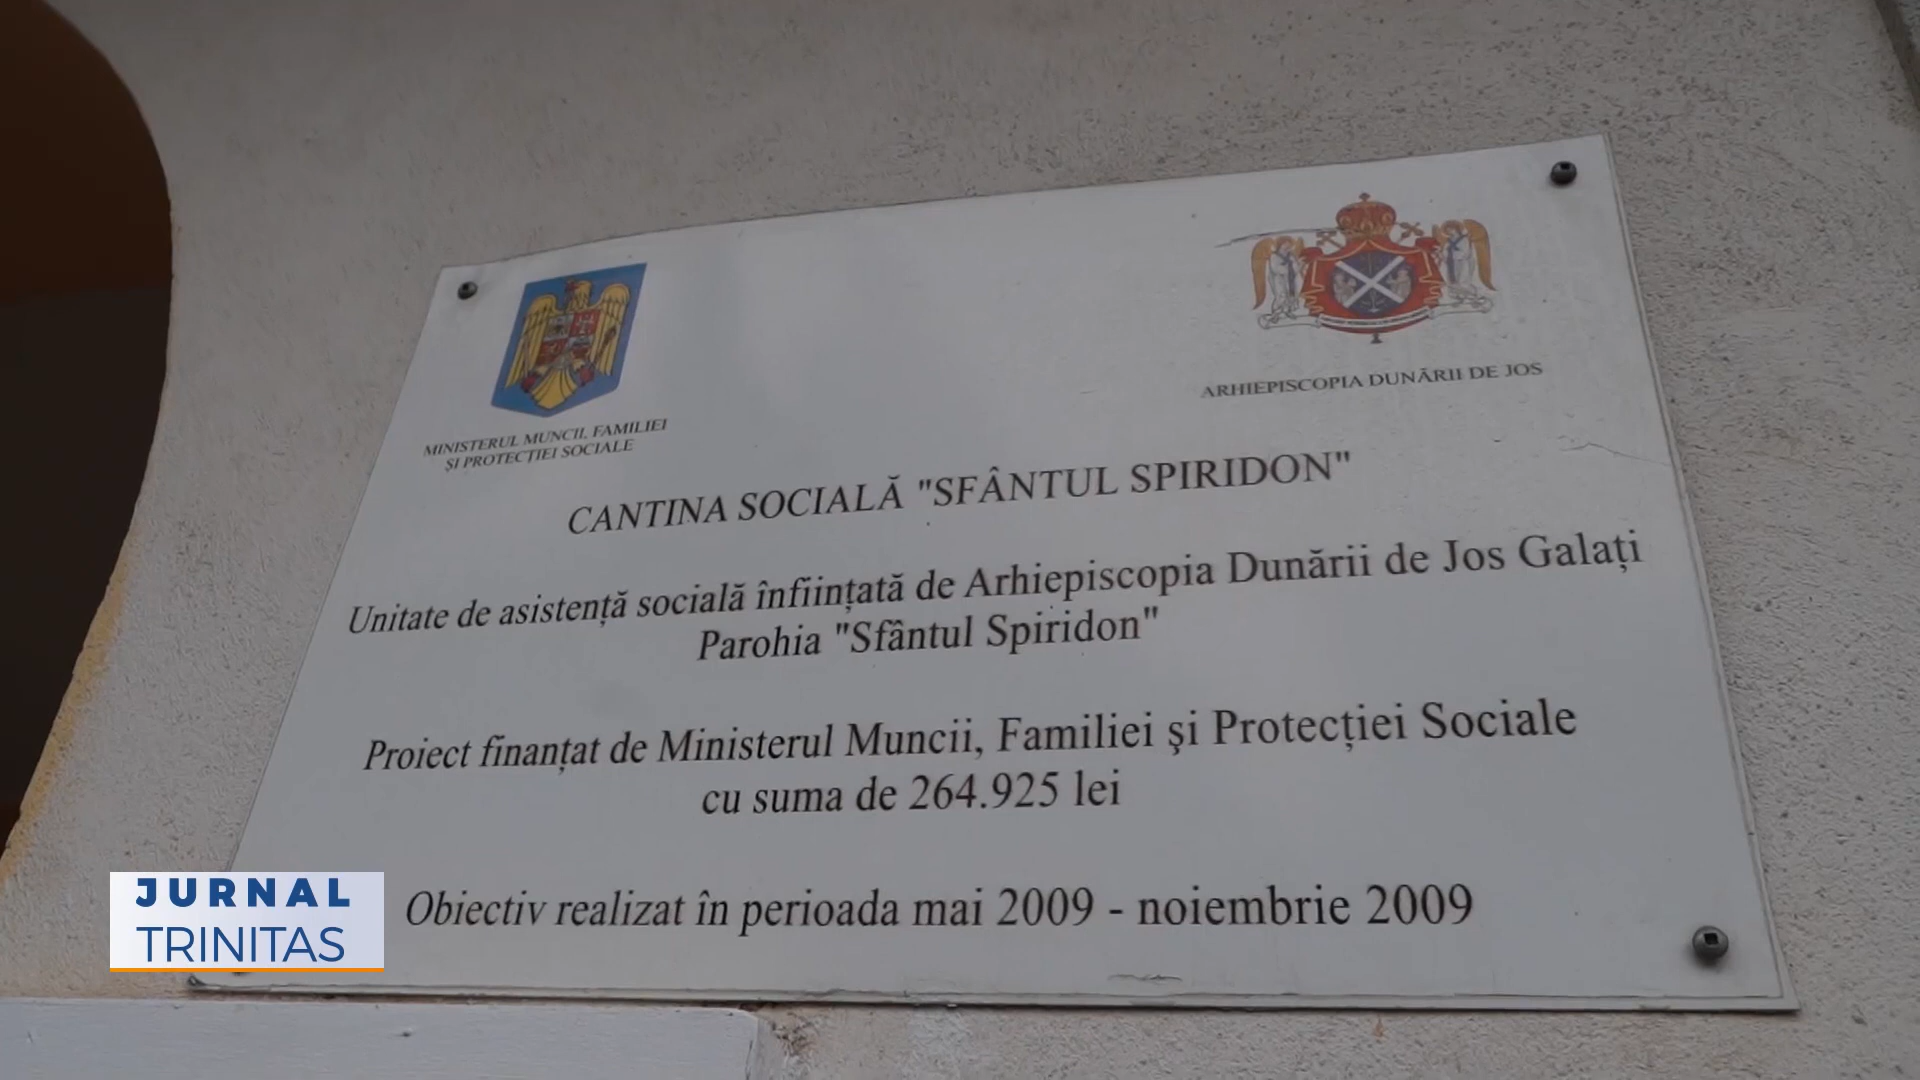 MINISTERUL MUNCII, FAMILIEI
ȘI PROTECȚIEI SOCIALE
ARHIEPISCOPIA DUNĂRII DE JOS
CANTINA SOCIALĂ "SFÂNTUL SPIRIDON"
Unitate de asistență socială înființată de Arhiepiscopia Dunării de Jos Galați
Parohia "Sfântul Spiridon"
Proiect finanțat de Ministerul Muncii, Familiei şi Protecției Sociale
cu suma de 264.925 lei
Obiectiv realizat în perioada mai 2009 - noiembrie 2009
JURNAL
TRINITAS